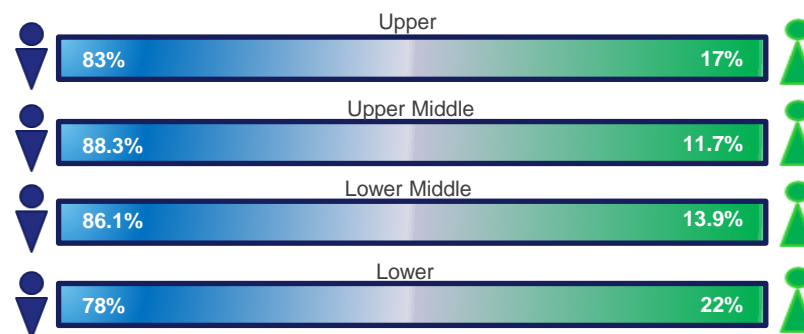 Upper
83% 17%
Upper Middle
88.3% 11.7%
Lower Middle
86.1% 13.9%
Lower
78% 22%